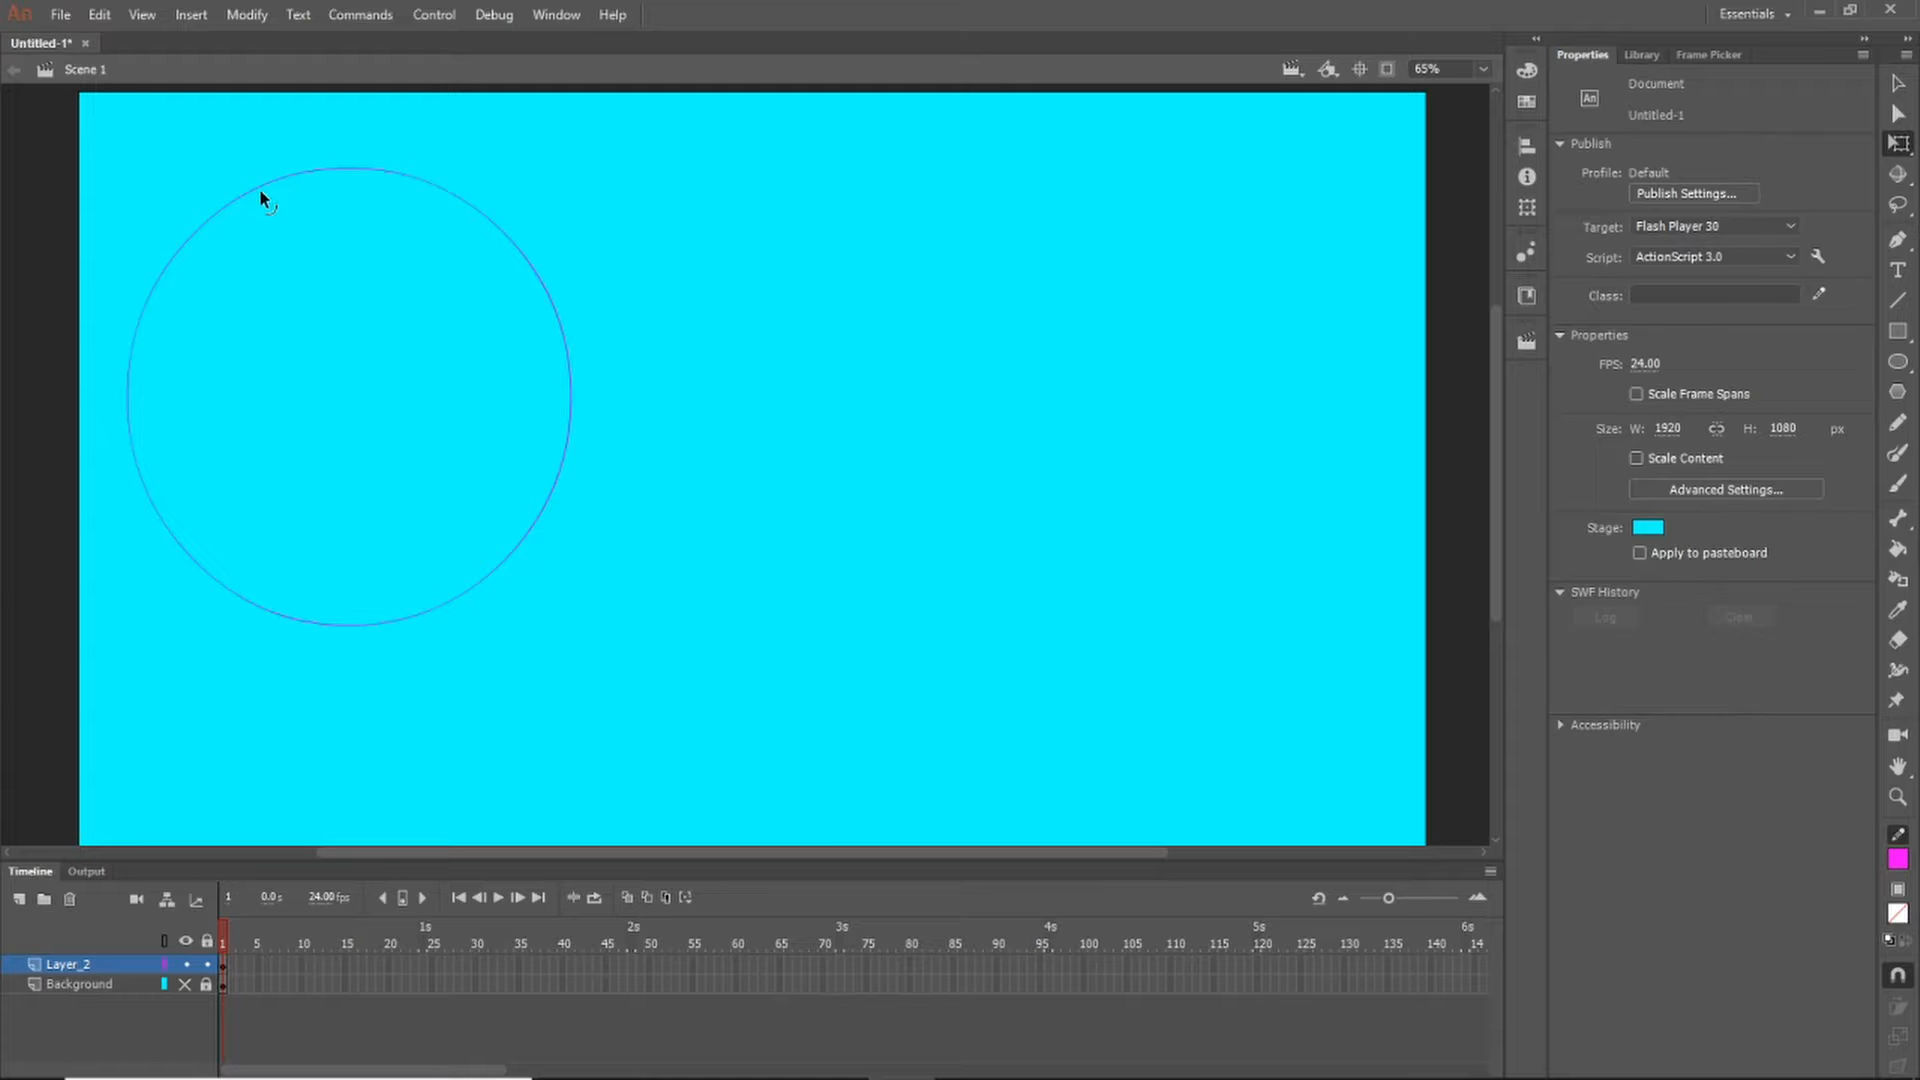 An File Edit View Insert Modify Text Commands Control Debug Window Help Essentials
Untitled-1*
Scene 1 65%
Properties Library Frame Picker
An Document
Untitled-1
Publish
Profile: Default
Publish Settings...
Target: Flash Player 30
Script: ActionScript 3.0
Class:
Properties
FPS: 24.00
Scale Frame Spans
Size: W: 1920 H: 1080 px
Scale Content
Advanced Settings...
Stage:
Apply to pasteboard
SWF History
Log Clear
Accessibility
Timeline Output
1 0.0s 24.00 fps
1s 2s 3s 4s 5s 6s
1 5 10 15 20 25 30 35 40 45 50 55 60 65 70 75 80 85 90 95 100 105 110 115 120 125 130 135 140 14
Layer_2
Background